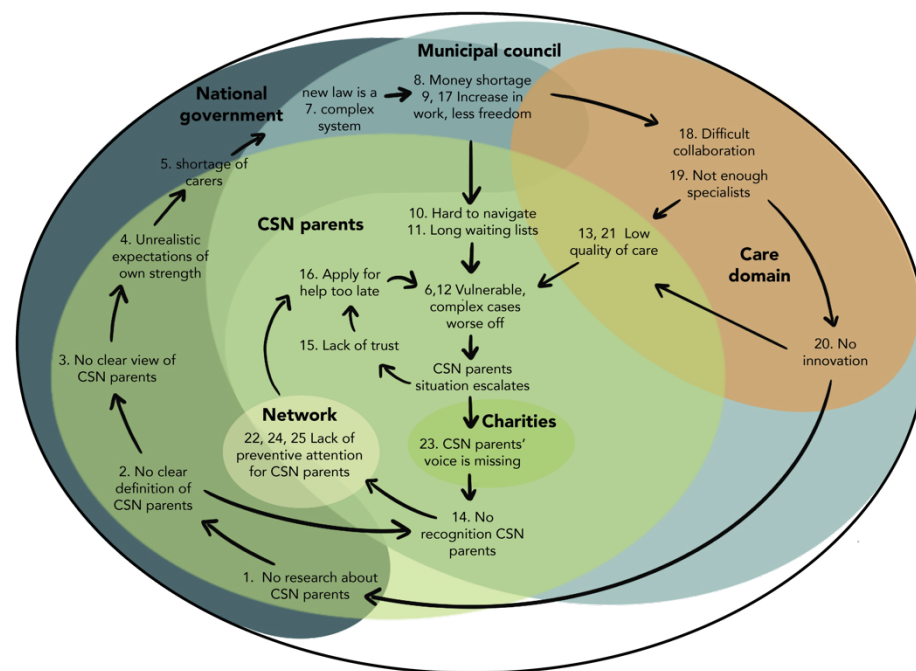 Municipal council
8. Money shortage
9, 17 Increase in
work, less freedom
National
government
new law is a
7. complex
system
5. shortage of
carers
18. Difficult
collaboration
19. Not enough
specialists
CSN parents
10. Hard to navigate
11. Long waiting lists
13, 21 Low
quality of care
Care
domain
4. Unrealistic
expectations of
own strength
16. Apply for
help too late
6,12 Vulnerable,
complex cases
worse off
15. Lack of trust
20. No
innovation
3. No clear view of
CSN parents
CSN parents
situation escalates
Network
22, 24, 25 Lack of
preventive attention
for CSN parents
Charities
23. CSN parents'
voice is missing
2. No clear
definition of
CSN parents
14. No
recognition CSN
parents
1. No research about
CSN parents